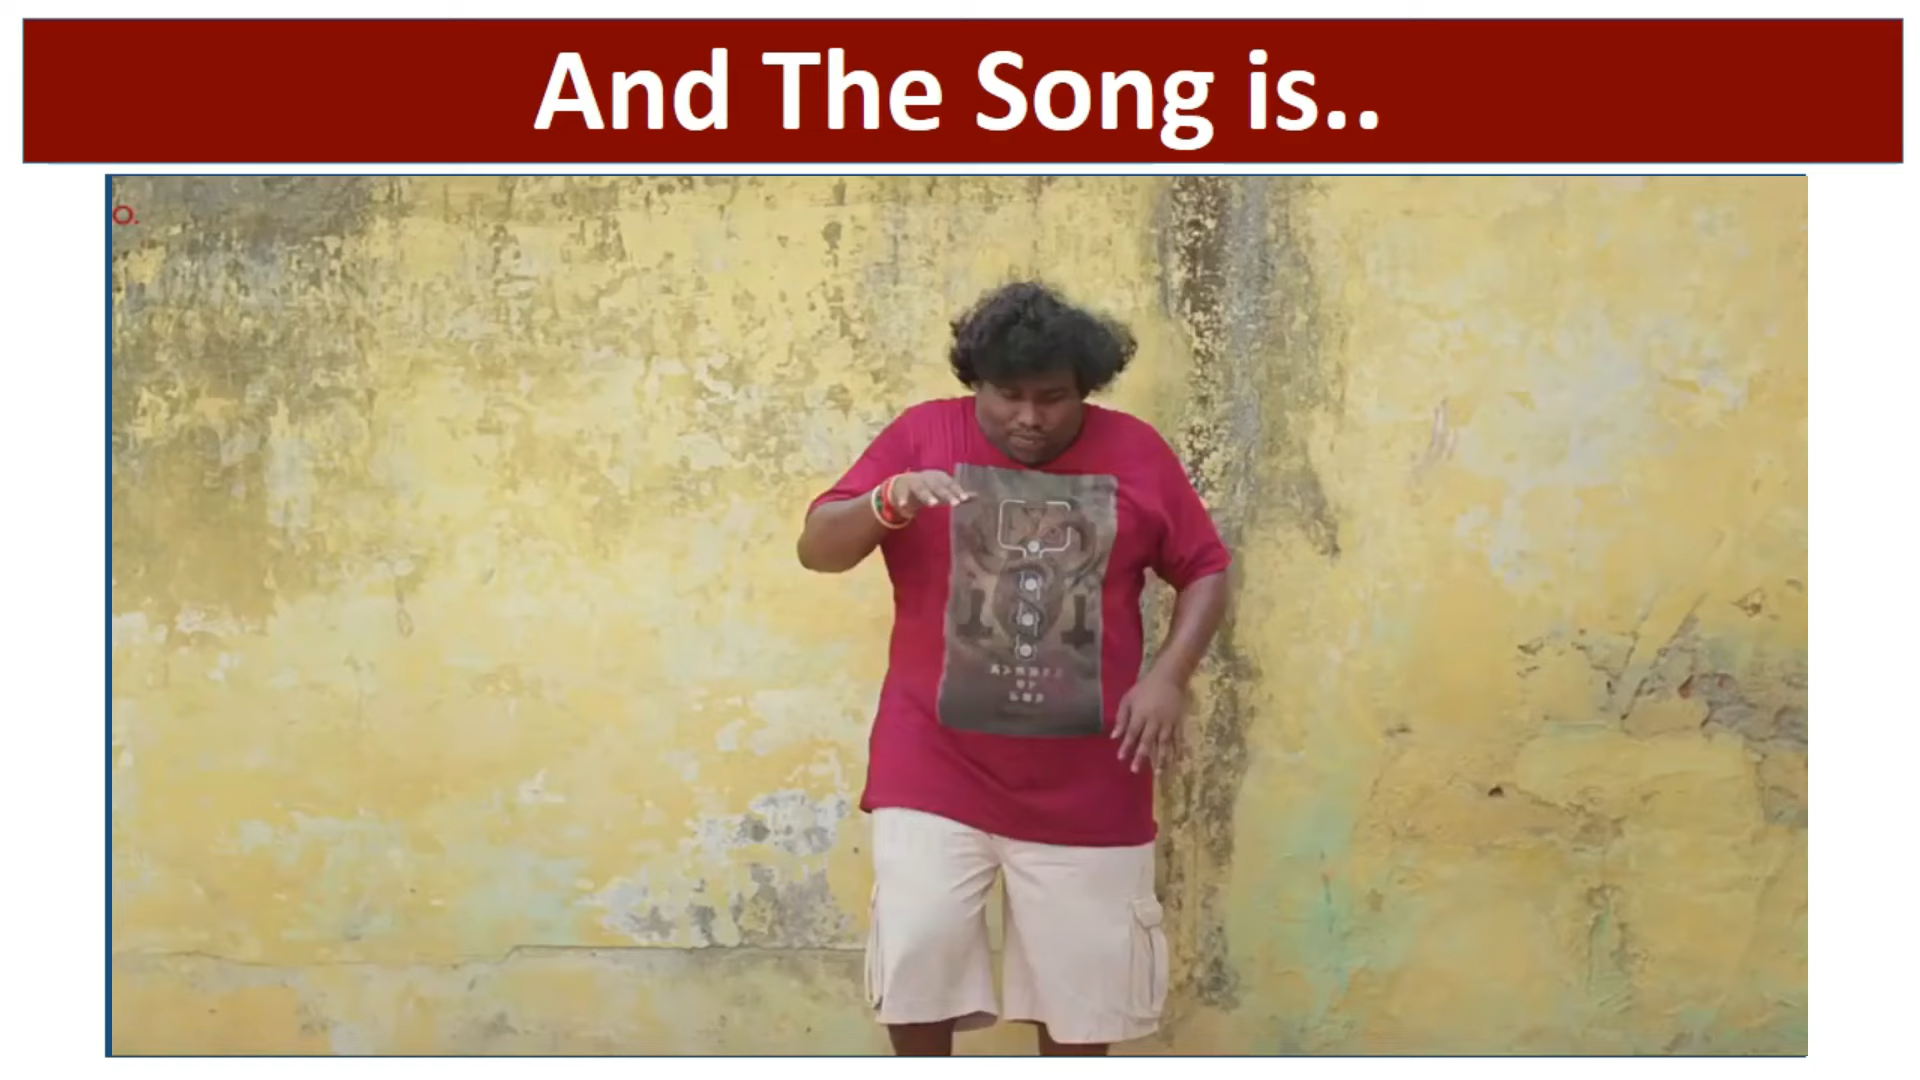 And The Song is..
O.